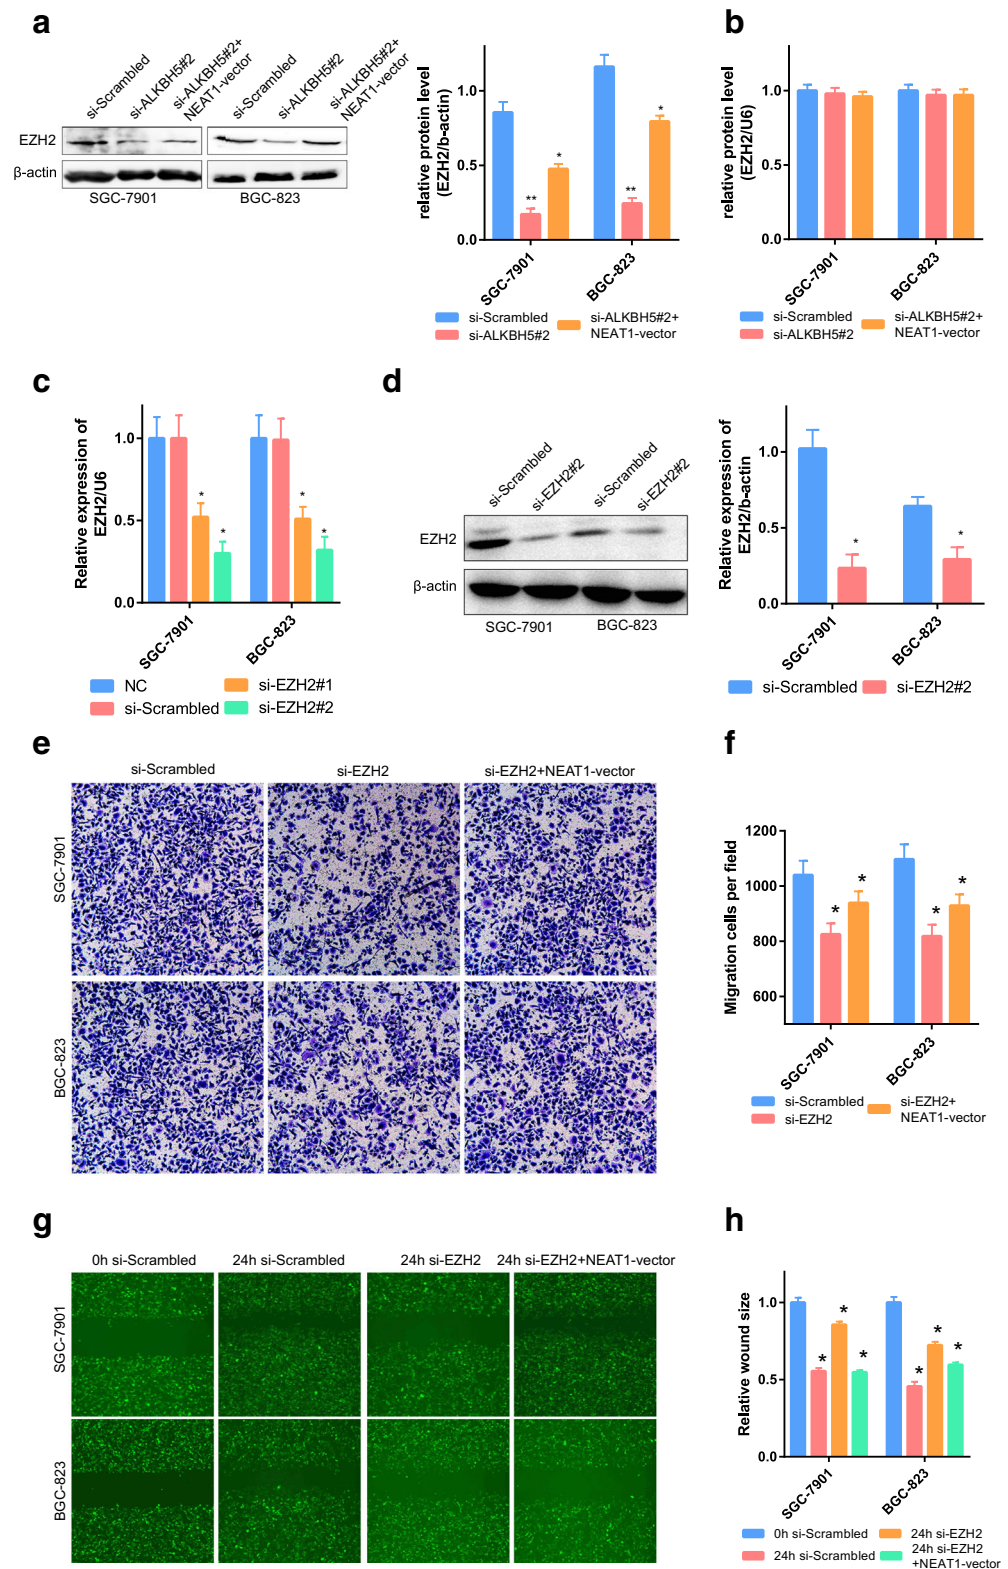 a
si-Scrambled
si-ALKBH5#2
si-ALKBH5#2+
NEAT1-vector
si-Scrambled
si-ALKBH5#2
si-ALKBH5#2+
NEAT1-vector
EZH2
β-actin
SGC-7901
BGC-823
relative protein level
(EZH2/b-actin)
1.0
0.5
0.0
**
*
**
*
SGC-7901
BGC-823
si-Scrambled
si-ALKBH5#2
si-ALKBH5#2+
NEAT1-vector
b
relative protein level
(EZH2/U6)
1.0
0.5
0.0
SGC-7901
BGC-823
si-Scrambled
si-ALKBH5#2
si-ALKBH5#2+
NEAT1-vector
c
Relative expression of
EZH2/U6
1.0
0.5
0.0
*
*
*
*
SGC-7901
BGC-823
NC
si-Scrambled
si-EZH2#1
si-EZH2#2
d
si-Scrambled
si-EZH2#2
si-Scrambled
si-EZH2#2
EZH2
β-actin
SGC-7901
BGC-823
Relative expression of
EZH2/b-actin
1.0
0.5
0.0
*
*
SGC-7901
BGC-823
si-Scrambled
si-EZH2#2
e
si-Scrambled
si-EZH2
si-EZH2+NEAT1-vector
SGC-7901
BGC-823
f
Migration cells per field
1200
1000
800
600
*
*
*
*
SGC-7901
BGC-823
si-Scrambled
si-EZH2
si-EZH2+
NEAT1-vector
g
0h si-Scrambled
24h si-Scrambled
24h si-EZH2
24h si-EZH2+NEAT1-vector
SGC-7901
BGC-823
h
Relative wound size
1.0
0.5
0.0
*
*
*
*
*
*
SGC-7901
BGC-823
0h si-Scrambled
24h si-Scrambled
24h si-EZH2
24h si-EZH2
+NEAT1-vector